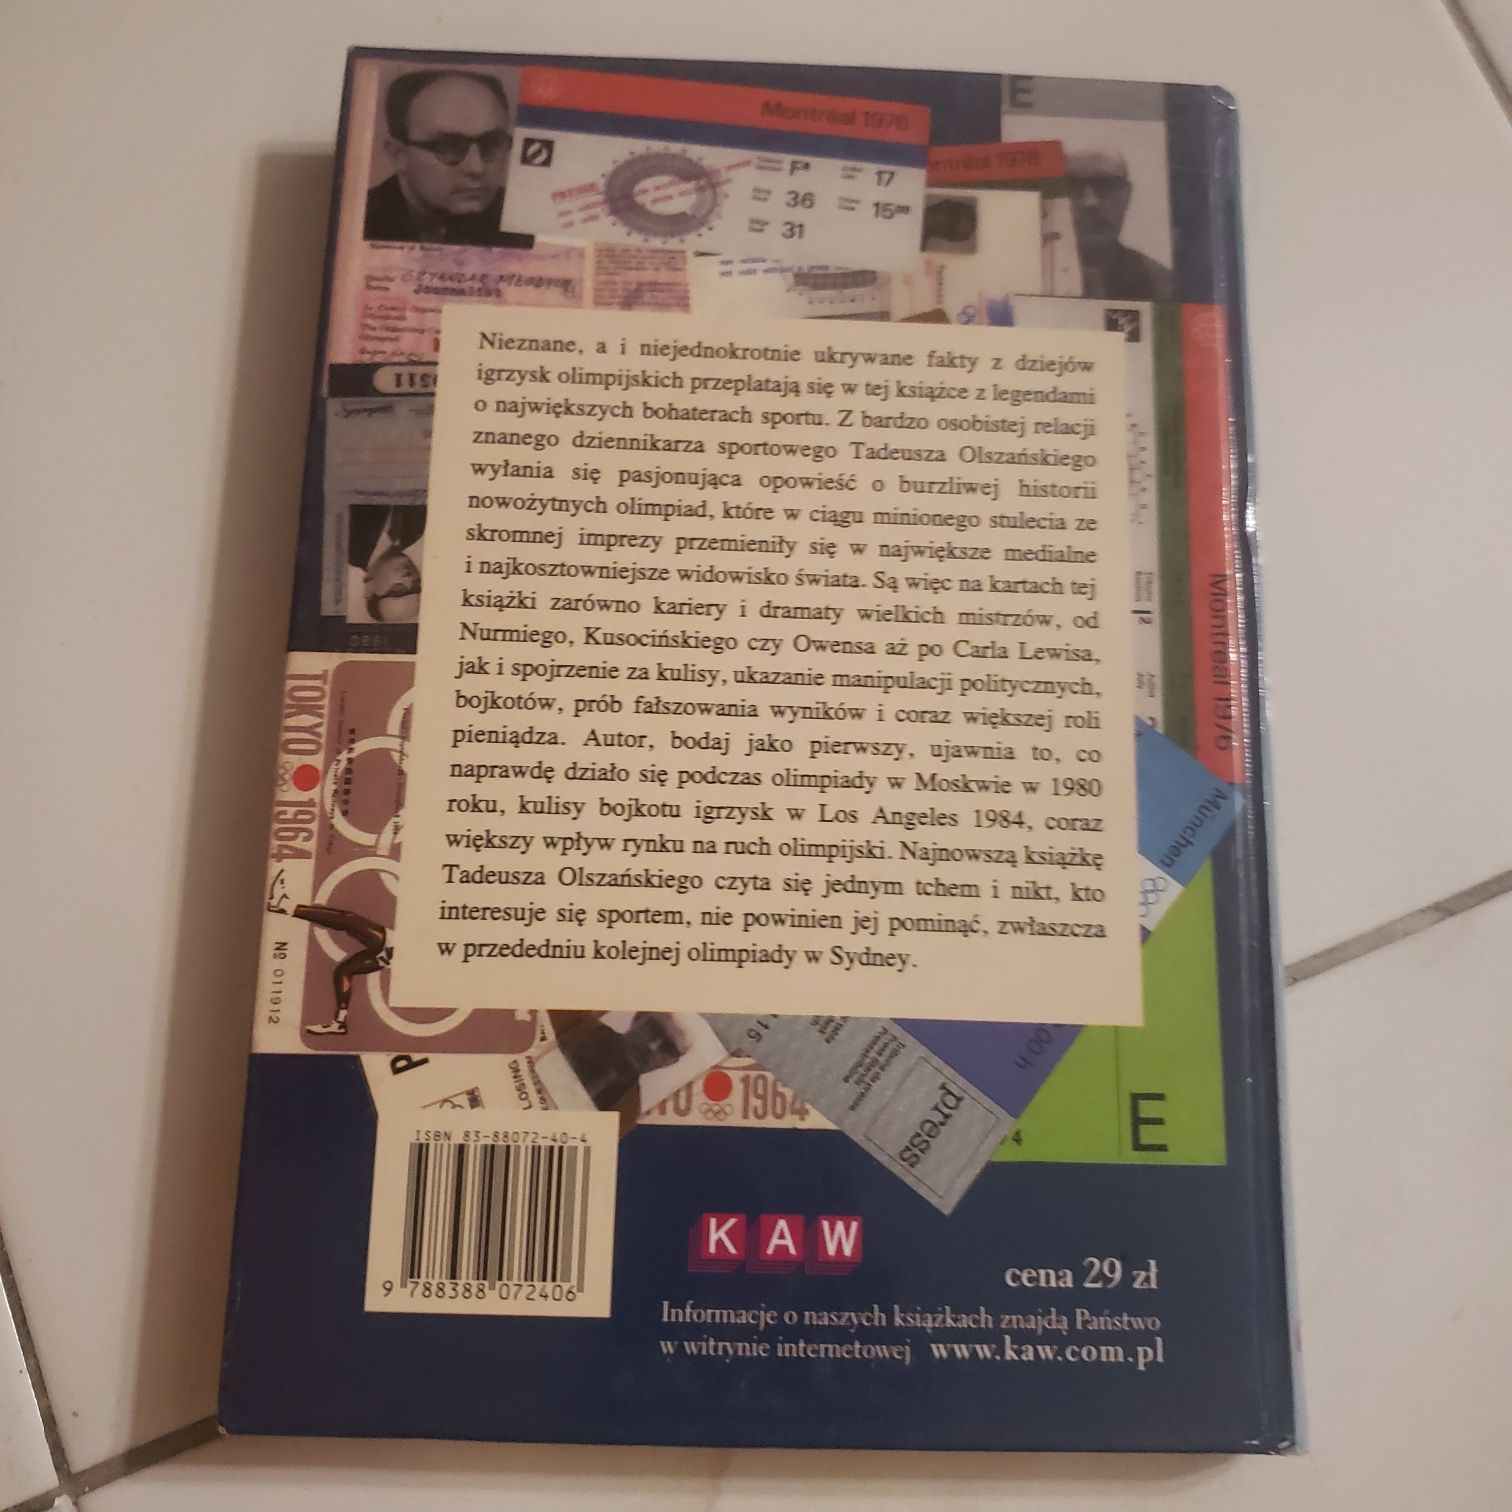 Montréal 1976
Montréal 1976
E
17
36
15
31
Journalist
Nieznane, a i niejednokrotnie ukrywane fakty z dziejów
igrzysk olimpijskich przeplatają się w tej książce z legendami
o największych bohaterach sportu. Z bardzo osobistej relacji
znanego dziennikarza sportowego Tadeusza Olszańskiego
wyłania się pasjonująca opowieść o burzliwej historii
nowożytnych olimpiad, które w ciągu minionego stulecia ze
skromnej imprezy przemieniły się w największe medialne
i najkosztowniejsze widowisko świata. Są więc na kartach tej
książki zarówno kariery i dramaty wielkich mistrzów, od
Nurmiego, Kusocińskiego czy Owensa aż po Carla Lewisa,
jak i spojrzenie za kulisy, ukazanie manipulacji politycznych,
bojkotów, prób fałszowania wyników i coraz większej roli
pieniądza. Autor, bodaj jako pierwszy, ujawnia to, co
naprawdę działo się podczas olimpiady w Moskwie w 1980
roku, kulisy bojkotu igrzysk w Los Angeles 1984, coraz
większy wpływ rynku na ruch olimpijski. Najnowszą książkę
Tadeusza Olszańskiego czyta się jednym tchem i nikt, kto
interesuje się sportem, nie powinien jej pominąć, zwłaszcza
w przededniu kolejnej olimpiady w Sydney.
Montréal 1976
München
TOKYO 1964
№ 011912
1964
press
E
ISBN 83-88072-40-4
9 788388 072406
KAW
cena 29 zł
Informacje o naszych książkach znajdą Państwo
w witrynie internetowej www.kaw.com.pl